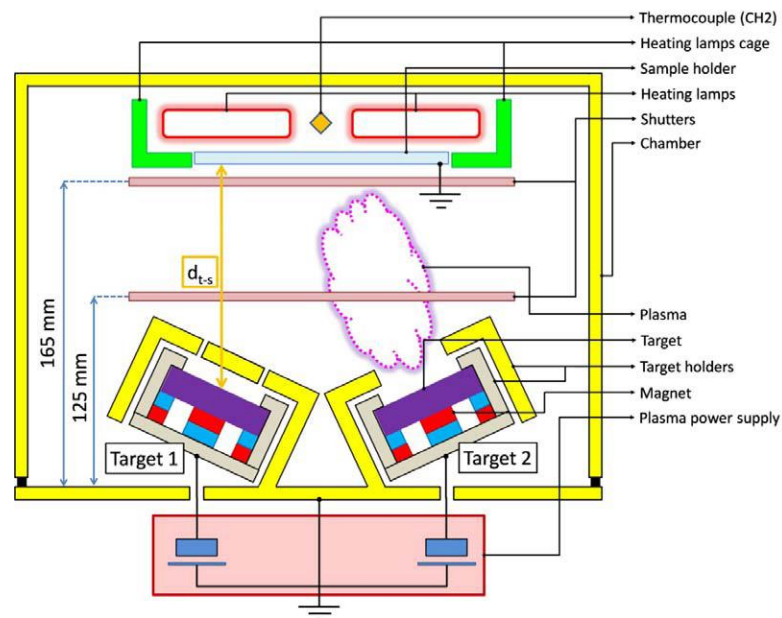 Thermocouple (CH2)
Heating lamps cage
Sample holder
Heating lamps
Shutters
Chamber
d_t-s
165 mm
125 mm
Plasma
Target
Target holders
Magnet
Plasma power supply
Target 1
Target 2